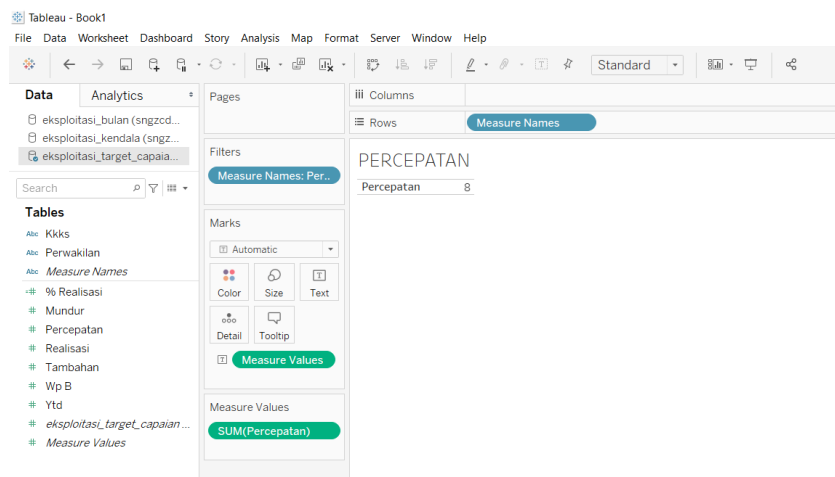 Tableau - Book1
File Data Worksheet Dashboard Story Analysis Map Format Server Window Help
Standard
Data Analytics
eksploitasi_bulan (sngzcd...
eksploitasi_kendala (sngz...
eksploitasi_target_capaia...
Search
Tables
Abc Kkks
Abc Perwakilan
Abc Measure Names
=# % Realisasi
# Mundur
# Percepatan
# Realisasi
# Tambahan
# Wp B
# Ytd
# eksploitasi_target_capaian ...
# Measure Values
Pages
Filters
Measure Names: Per..
Marks
T Automatic
Color Size T Text
Detail Tooltip
T Measure Values
Measure Values
SUM(Percepatan)
iii Columns
Rows Measure Names
PERCEPATAN
Percepatan 8